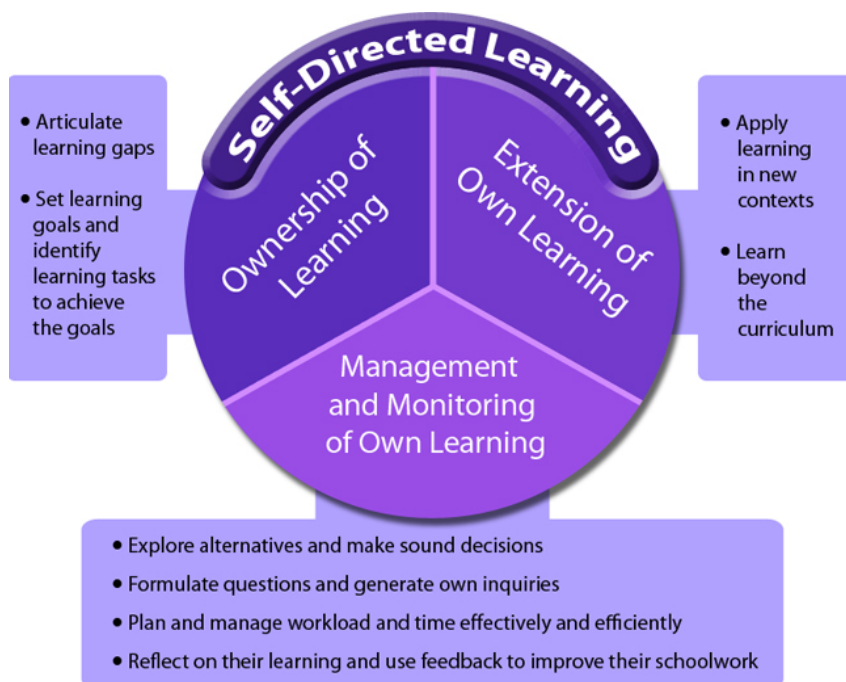 Self-Directed Learning
• Articulate
learning gaps
• Set learning
goals and
identify
learning tasks
to achieve
the goals
Ownership of
Learning
Extension of
Own Learning
• Apply
learning
in new
contexts
• Learn
beyond
the
curriculum
Management
and Monitoring
of Own Learning
• Explore alternatives and make sound decisions
• Formulate questions and generate own inquiries
• Plan and manage workload and time effectively and efficiently
• Reflect on their learning and use feedback to improve their schoolwork